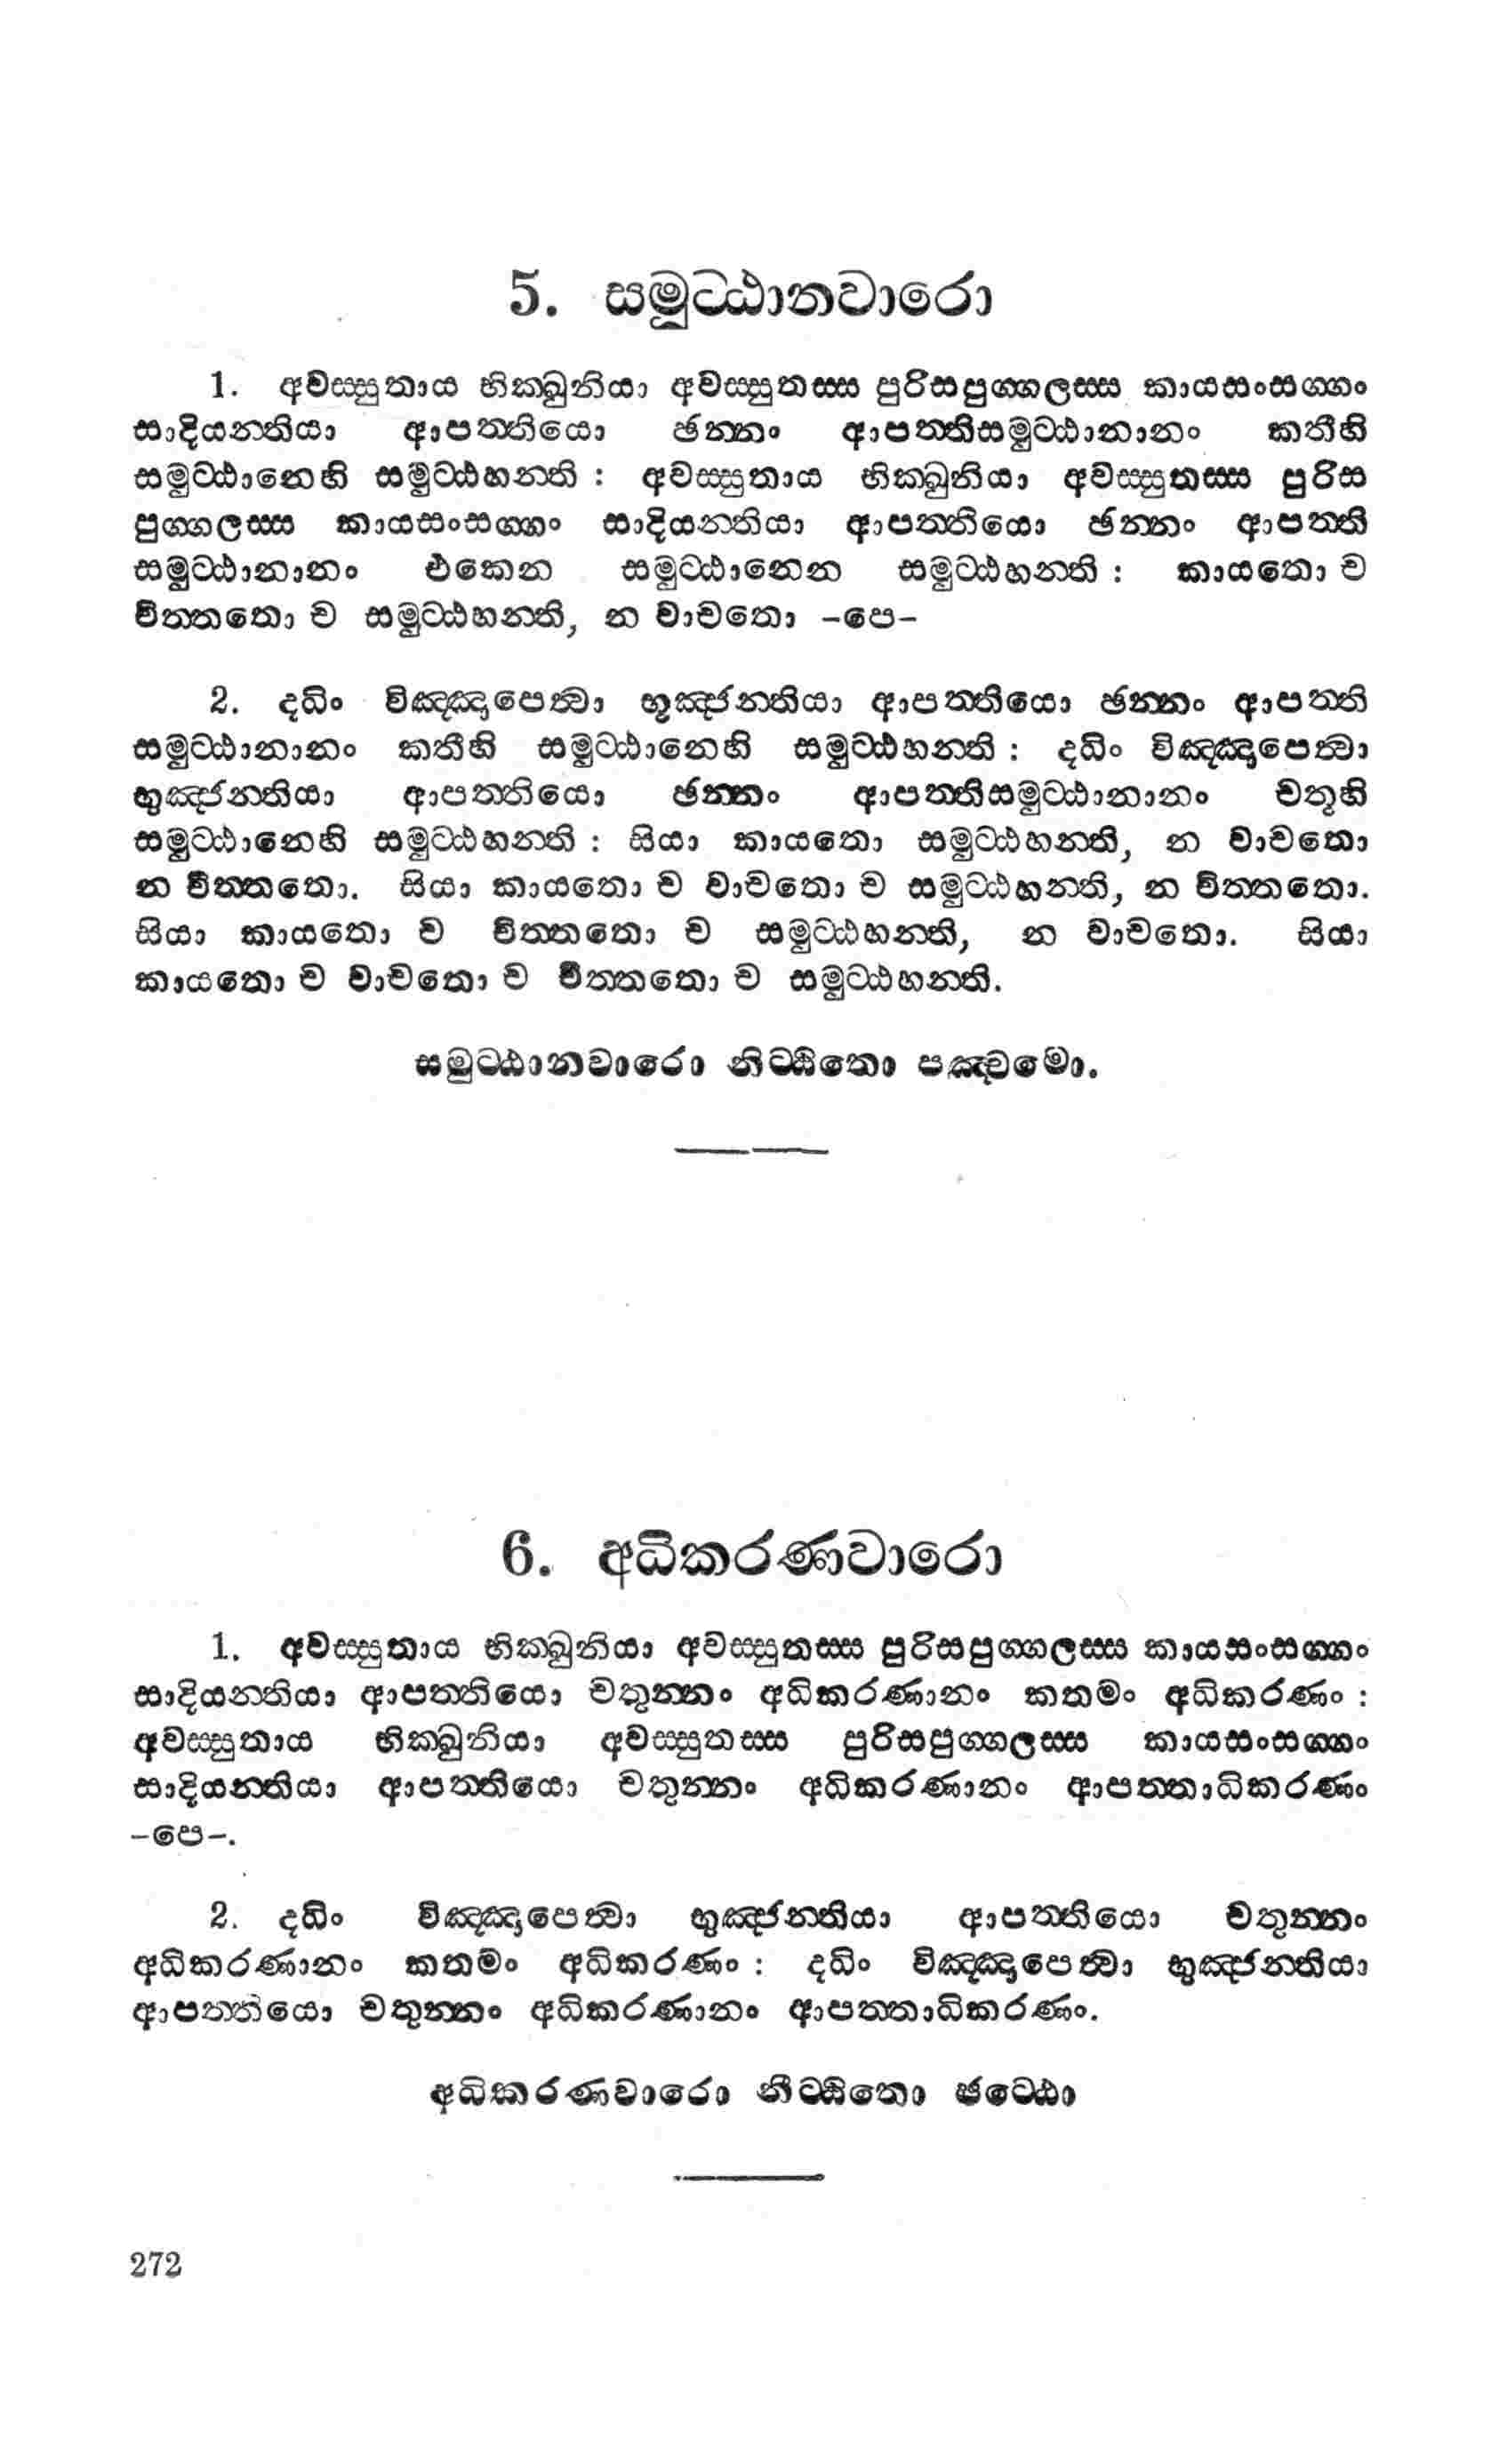 5. සමුට්ඨානවාරො
1. අවස්සුතාය භික්ඛුනියා අවස්සුතස්ස පුරිසපුග්ගලස්ස කායසංසග්ගං
සාදියන්තියා ආපත්තියො ඡන්නං ආපත්තිසමුට්ඨානානං කතීහි
සමුට්ඨානෙහි සමුට්ඨහන්ති : අවස්සුතාය භික්ඛුනියා අවස්සුතස්ස පුරිස
පුග්ගලස්ස කායසංසග්ගං සාදියන්තියා ආපත්තියො ඡන්නං ආපත්ති
සමුට්ඨානානං එකෙන සමුට්ඨානෙන සමුට්ඨහන්ති : කායතො ච
චිත්තතො ච සමුට්ඨහන්ති, න වාචතො –පෙ–
2. දධිං විඤ්ඤාපෙත්වා භූඤ්ජන්තියා ආපත්තියො ඡන්නං ආපත්ති
සමුට්ඨානානං කතීහි සමුට්ඨානෙහි සමුට්ඨහන්ති : දධිං විඤ්ඤාපෙත්වා
භුඤ්ජන්තියා ආපත්තියො ඡන්නං ආපත්තිසමුට්ඨානානං චතූහි
සමුට්ඨානෙහි සමුට්ඨහන්ති : සියා කායතො සමුට්ඨහන්ති, න වාචතො
න චිත්තතො. සියා කායතො ච වාචතො ච සමුට්ඨහන්ති, න චිත්තතො.
සියා කායතො ච චිත්තතො ච සමුට්ඨහන්ති, න වාචතො. සියා
කායතො ච වාචතො ච චිත්තතො ච සමුට්ඨහන්ති.
සමුට්ඨානවාරො නිට්ඨිතො පඤ්චමො.
6. අධිකරණවාරො
1. අවස්සුතාය භික්ඛුනියා අවස්සුතස්ස පුරිසපුග්ගලස්ස කායසංසග්ගං
සාදියන්තියා ආපත්තියො චතුන්නං අධිකරණානං කතමං අධිකරණං :
අවස්සුතාය භික්ඛුනියා අවස්සුතස්ස පුරිසපුග්ගලස්ස කායසංසග්ගං
සාදියන්තියා ආපත්තියො චතුන්නං අධිකරණානං ආපත්තාධිකරණං
–පෙ–.
2. දධිං විඤ්ඤාපෙත්වා භුඤ්ජන්තියා ආපත්තියො චතුන්නං
අධිකරණානං කතමං අධිකරණං : දධිං විඤ්ඤාපෙත්වා භුඤ්ජන්තියා
ආපත්තියො චතුන්නං අධිකරණානං ආපත්තාධිකරණං.
අධිකරණවාරො නිට්ඨිතො ඡට්ඨො
272